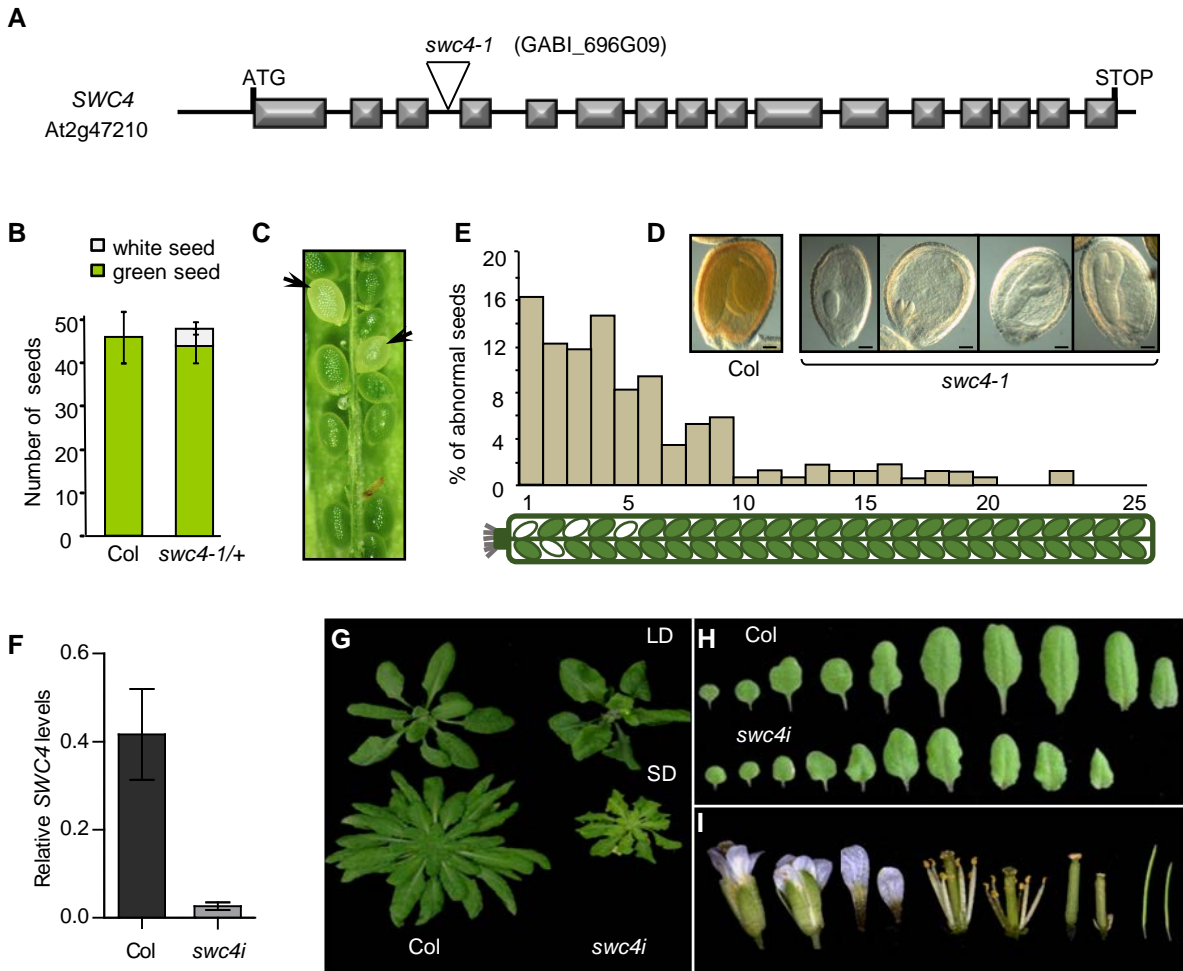 A
swc4-1 (GABI_696G09)
ATG
STOP
SWC4
At2g47210
B
white seed
green seed
Number of seeds
50
40
30
20
10
0
Col
swc4-1/+
C
E
% of abnormal seeds
20
16
12
8
4
0
1
5
10
15
20
25
D
Col
swc4-1
F
Relative SWC4 levels
0.6
0.4
0.2
0.0
Col
swc4i
G
LD
SD
Col
swc4i
H
Col
swc4i
I